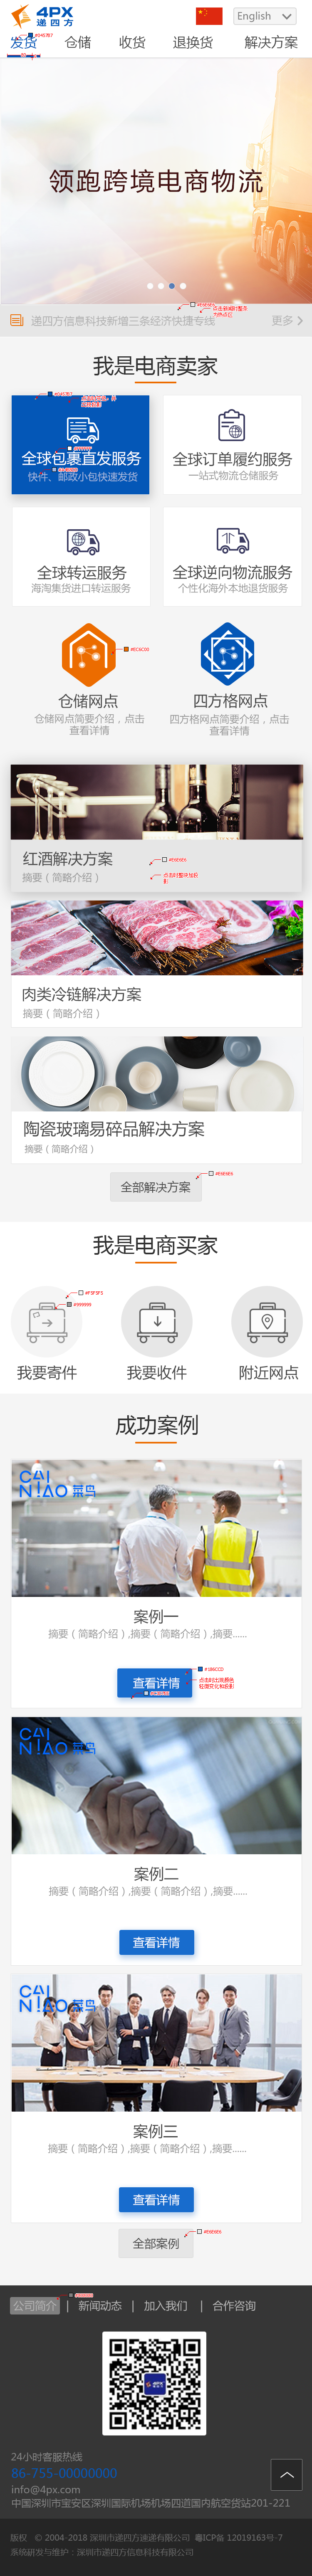 4PX
递四方
English
发货 仓储 收货 退换货 解决方案
领跑跨境电商物流
#E6E6E6
递四方信息科技新增三条经济快捷专线 更多
我是电商卖家
全球包裹直发服务
快件、邮政小包快速发货
全球订单履约服务
一站式物流仓储服务
全球转运服务
海淘集货进口转运服务
全球逆向物流服务
个性化海外本地退货服务
#EC6C00
仓储网点
仓储网点简要介绍，点击
查看详情
四方格网点
四方格网点简要介绍，点击
查看详情
红酒解决方案
摘要（简略介绍）
#E6E6E6
肉类冷链解决方案
摘要（简略介绍）
陶瓷玻璃易碎品解决方案
摘要（简略介绍）
#E6E6E6
全部解决方案
我是电商买家
#F5F5F5
#999999
我要寄件
我要收件
附近网点
成功案例
CAI
NIAO 菜鸟
案例一
摘要（简略介绍）,摘要（简略介绍）,摘要......
#1B6CCD
查看详情
CAI
NIAO 菜鸟
案例二
摘要（简略介绍）,摘要（简略介绍）,摘要......
查看详情
CAI
NIAO 菜鸟
案例三
摘要（简略介绍）,摘要（简略介绍）,摘要......
查看详情
#E6E6E6
全部案例
公司简介 | 新闻动态 | 加入我们 | 合作咨询
24小时客服热线
86-755-00000000
info@4px.com
中国深圳市宝安区深圳国际机场机场四道国内航空货站201-221
版权 © 2004-2018 深圳市递四方速递有限公司 粤ICP备 12019163号-7
系统研发与维护：深圳市递四方信息科技有限公司